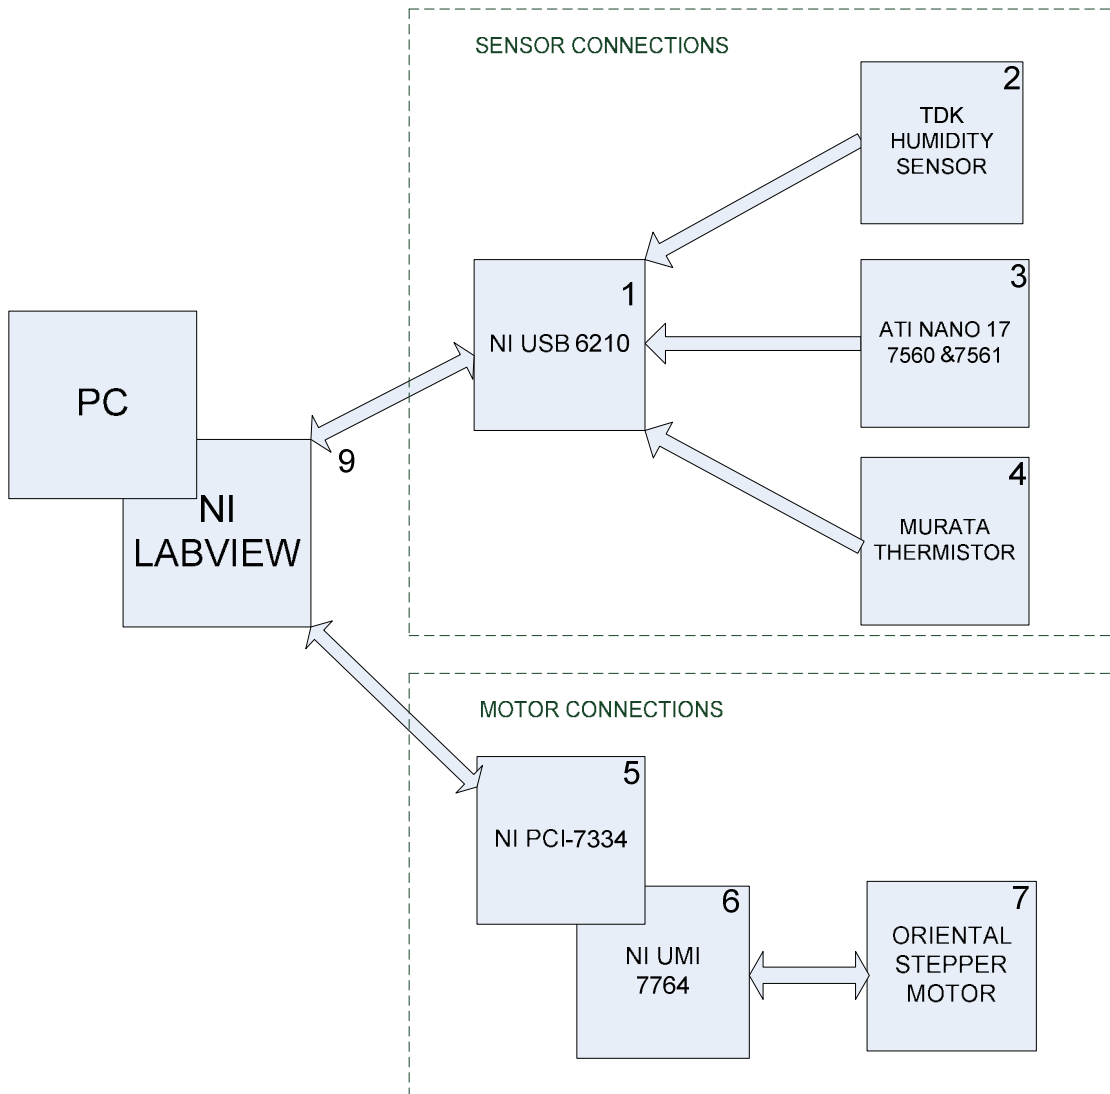 SENSOR CONNECTIONS
2
TDK
HUMIDITY
SENSOR
1
NI USB 6210
3
ATI NANO 17
7560 &7561
PC
9
NI
LABVIEW
4
MURATA
THERMISTOR
MOTOR CONNECTIONS
5
NI PCI-7334
6
NI UMI
7764
7
ORIENTAL
STEPPER
MOTOR